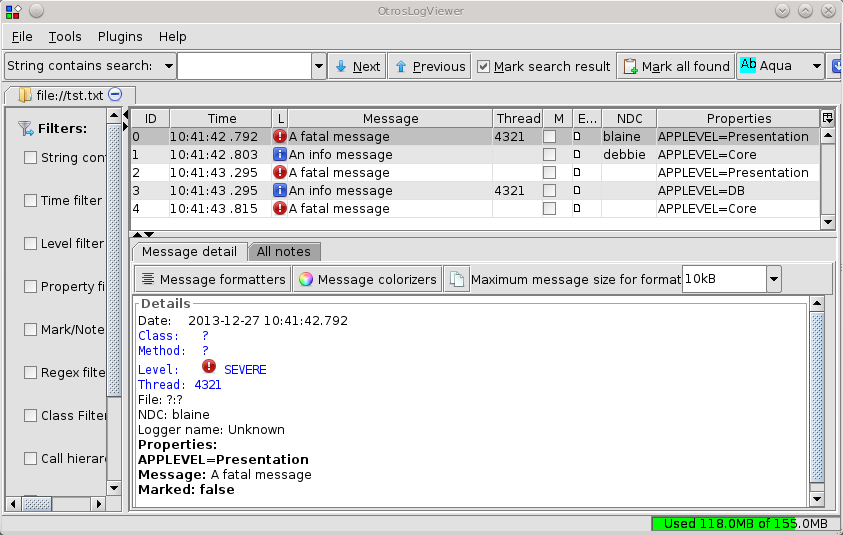 OtrosLogViewer
File Tools Plugins Help
String contains search: Next Previous Mark search result Mark all found Ab Aqua
file://tst.txt
Filters:
String con
Time filter
Level filter
Property fi
Mark/Note
Regex filte
Class Filter
Call hierar
ID Time L Message Thread M E... NDC Properties
0 10:41:42 .792 A fatal message 4321 blaine APPLEVEL=Presentation
1 10:41:42 .803 An info message debbie APPLEVEL=Core
2 10:41:43 .295 A fatal message APPLEVEL=Presentation
3 10:41:43 .295 An info message 4321 APPLEVEL=DB
4 10:41:43 .815 A fatal message APPLEVEL=Core
Message detail All notes
Message formatters Message colorizers Maximum message size for format 10kB
Details
Date: 2013-12-27 10:41:42.792
Class: ?
Method: ?
Level: SEVERE
Thread: 4321
File: ?:?
NDC: blaine
Logger name: Unknown
Properties:
APPLEVEL=Presentation
Message: A fatal message
Marked: false
Used 118.0MB of 155.0MB